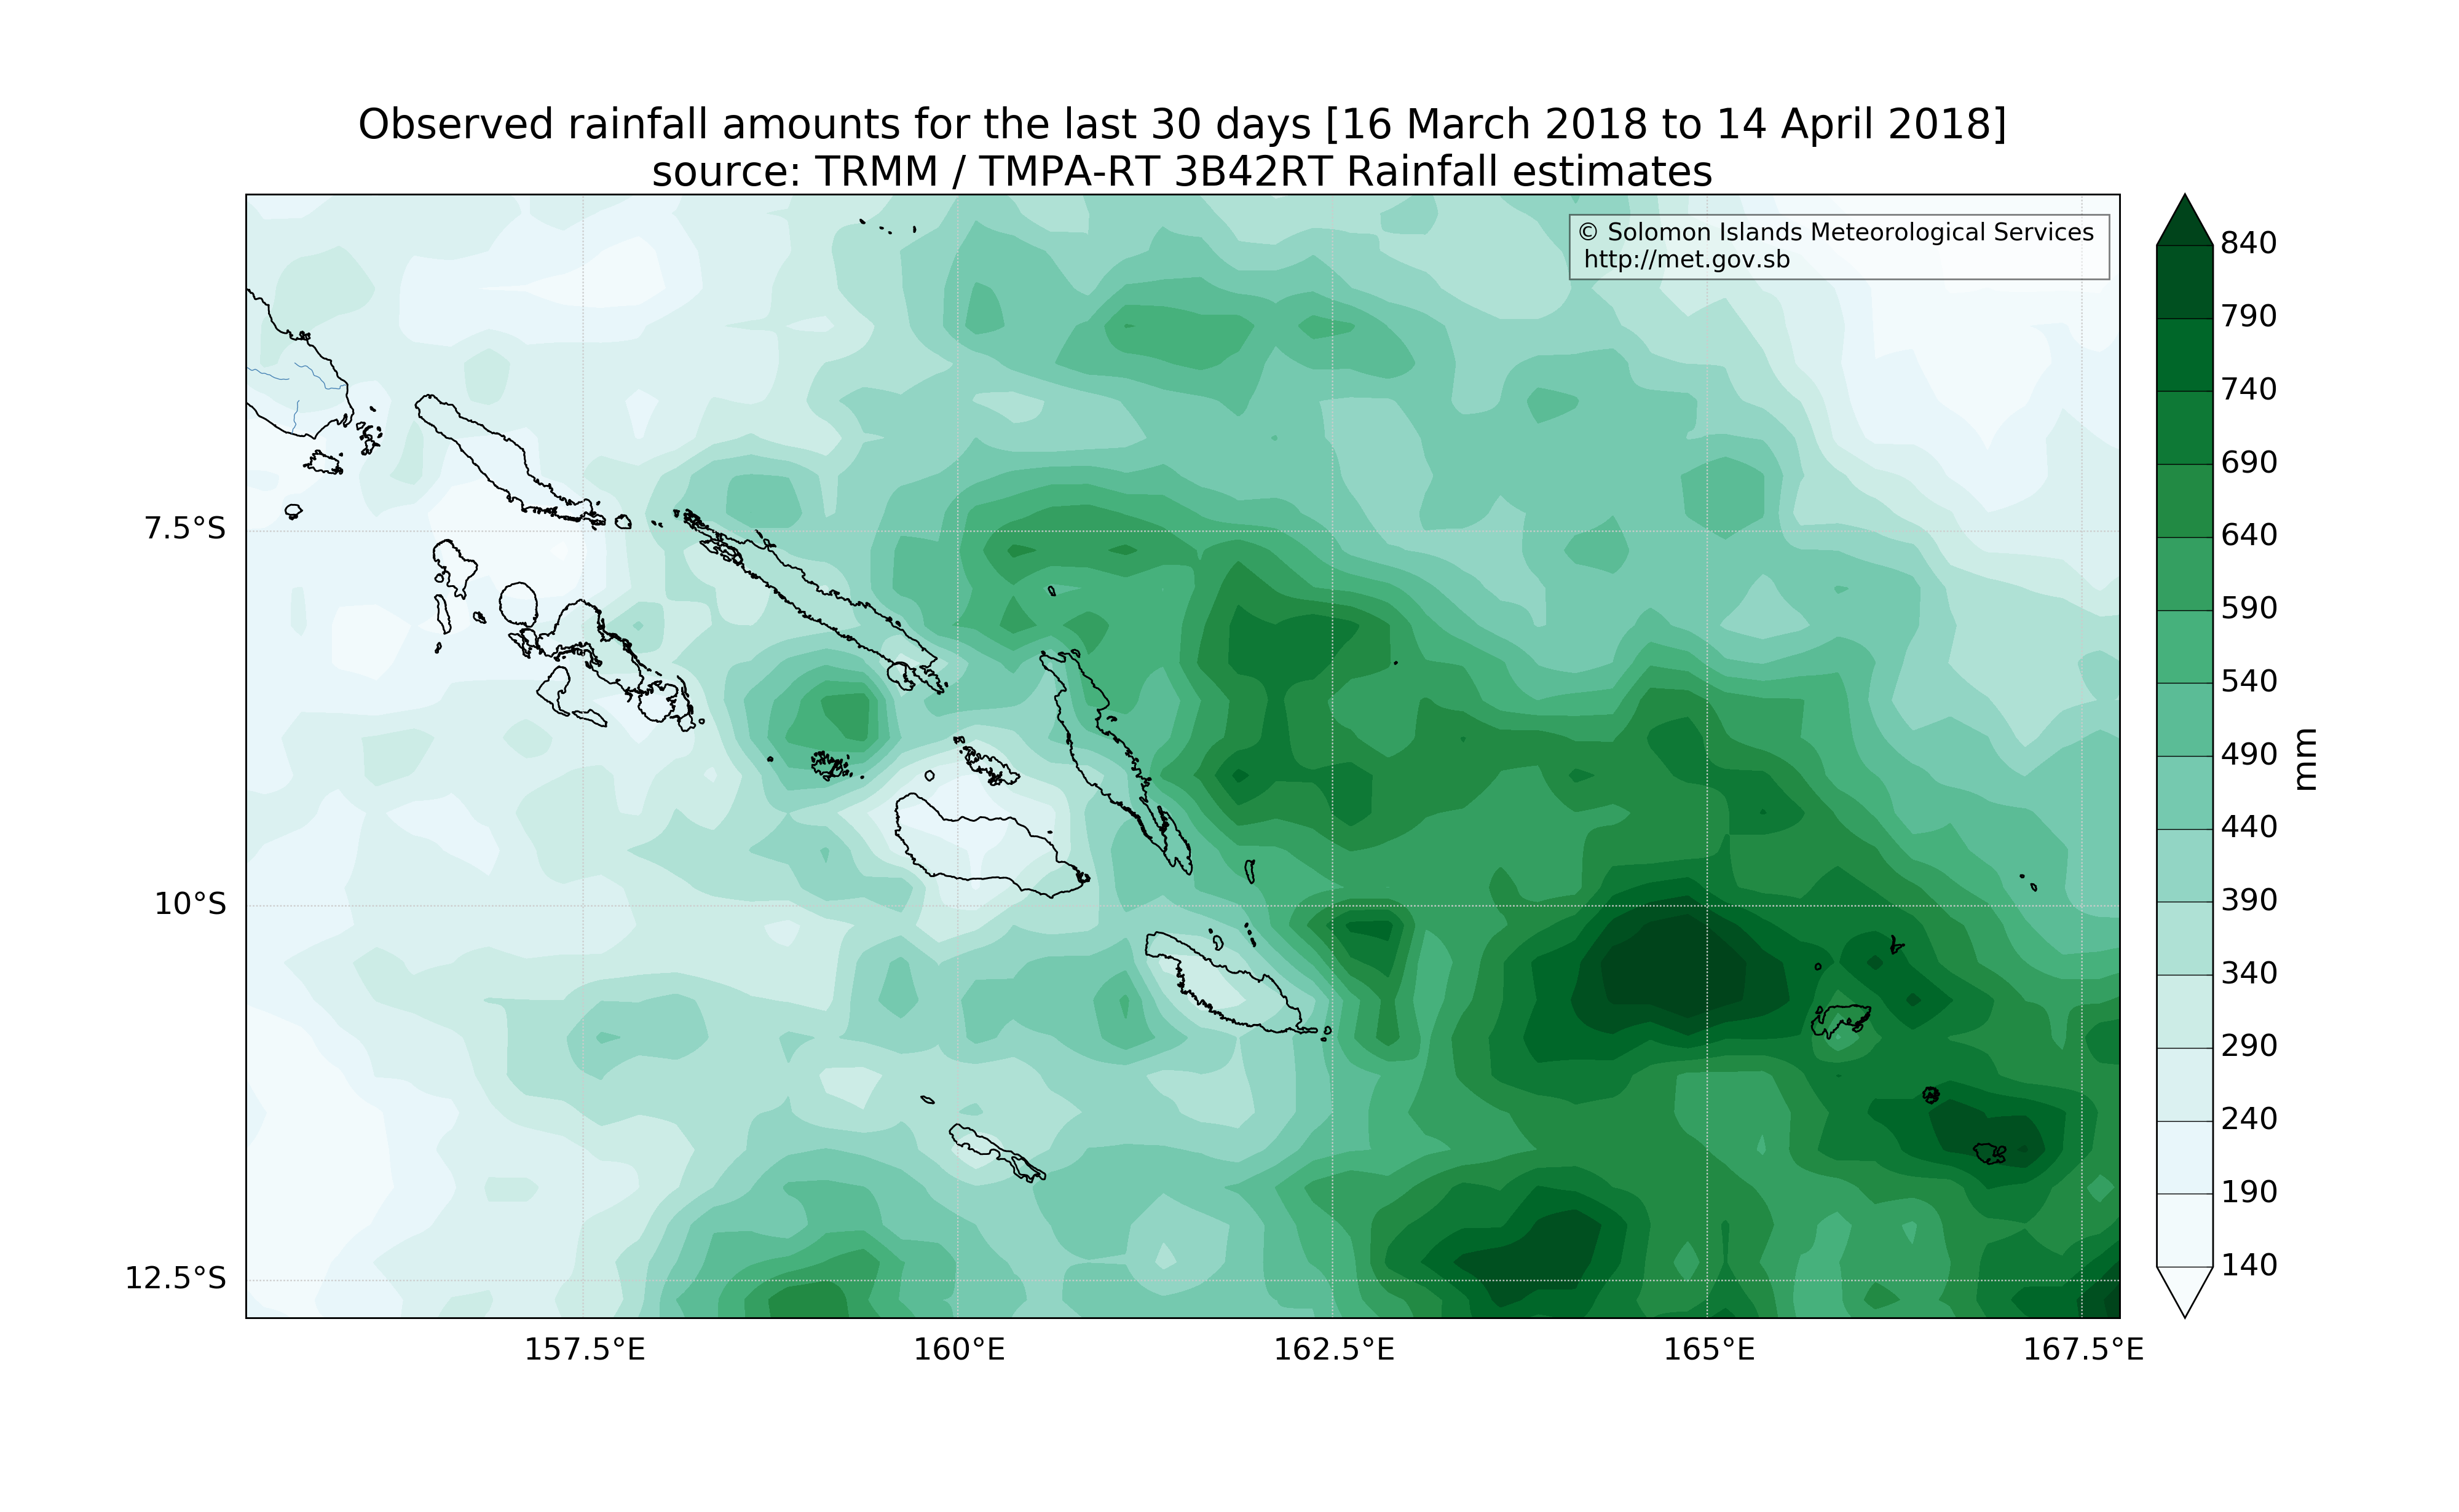 Observed rainfall amounts for the last 30 days [16 March 2018 to 14 April 2018]
source: TRMM / TMPA-RT 3B42RT Rainfall estimates
© Solomon Islands Meteorological Services
http://met.gov.sb
7.5°S
10°S
12.5°S
157.5°E
160°E
162.5°E
165°E
167.5°E
840
790
740
690
640
590
540
490
440
390
340
290
240
190
140
mm